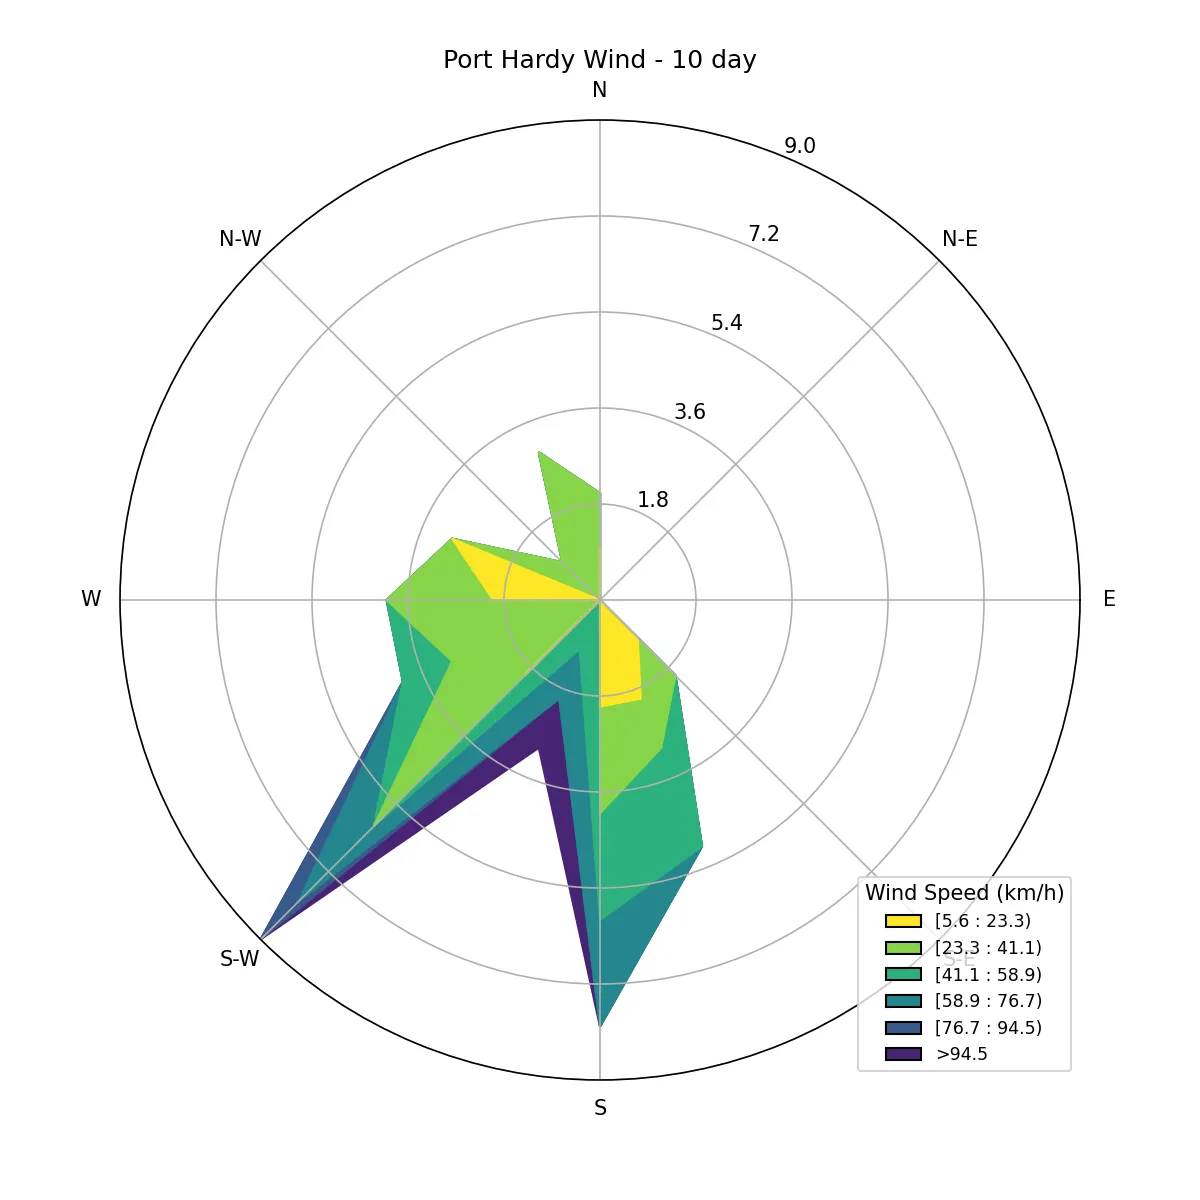 Port Hardy Wind - 10 day
N
9.0
N-W
N-E
7.2
5.4
3.6
1.8
W
E
Wind Speed (km/h)
[5.6 : 23.3)
[23.3 : 41.1)
S-W
S-E
[41.1 : 58.9)
[58.9 : 76.7)
[76.7 : 94.5)
>94.5
S